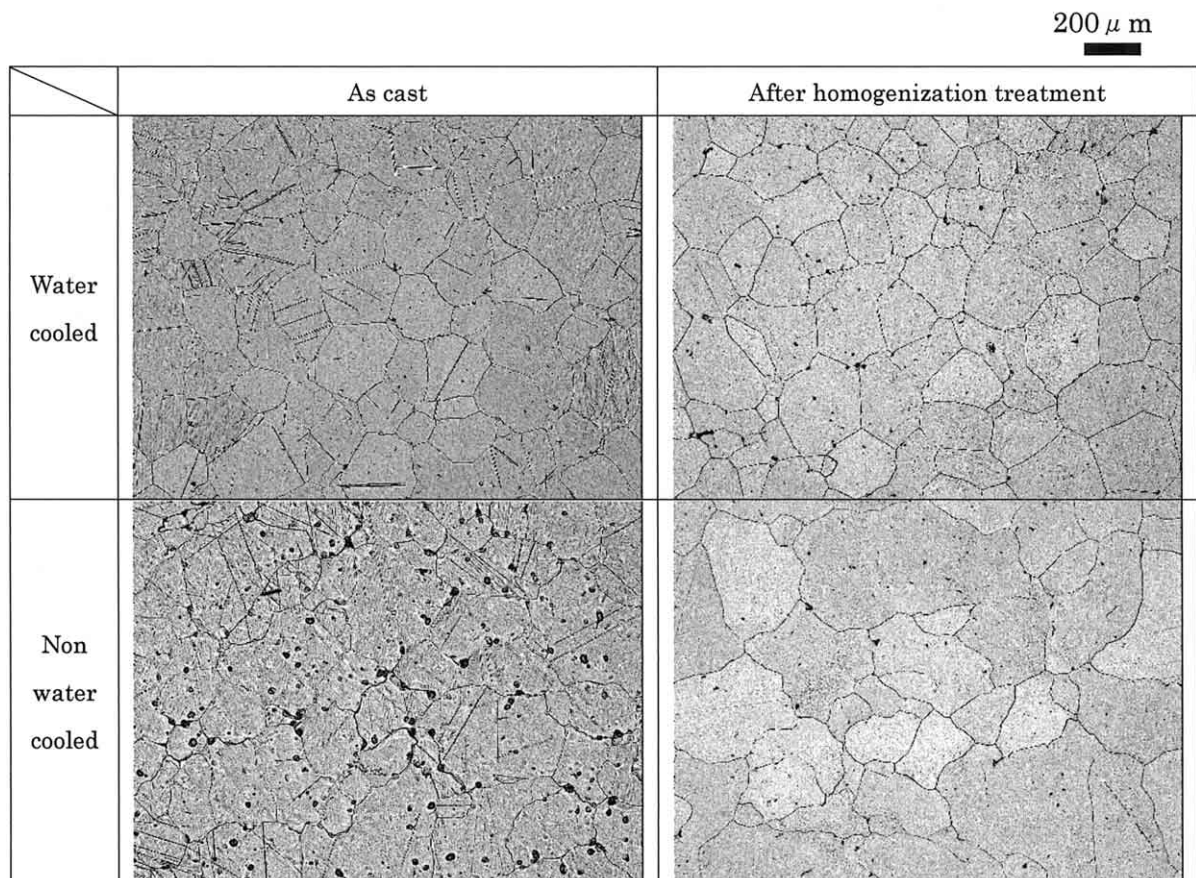 200 μ m
As cast
After homogenization treatment
Water
cooled
Non
water
cooled